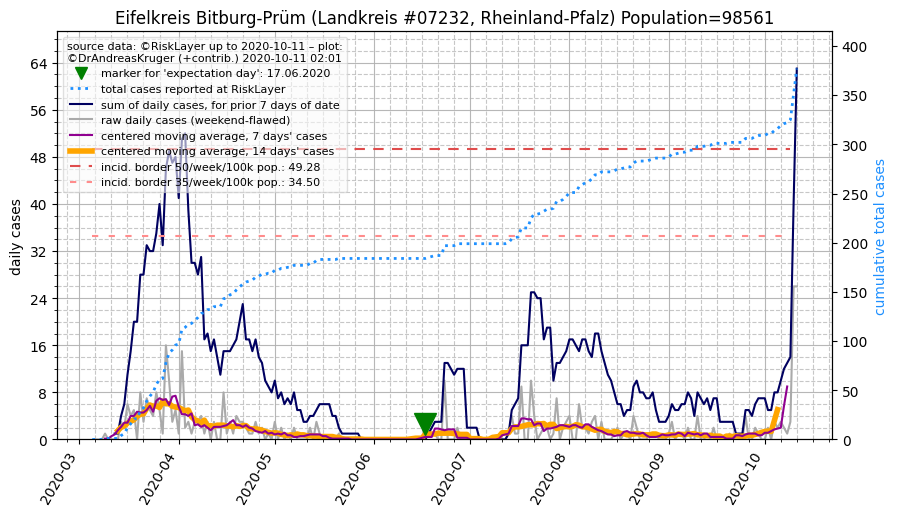 Eifelkreis Bitburg-Prüm (Landkreis #07232, Rheinland-Pfalz) Population=98561
source data: ©RiskLayer up to 2020-10-11 – plot:
©DrAndreasKruger (+contrib.) 2020-10-11 02:01
marker for 'expectation day': 17.06.2020
total cases reported at RiskLayer
sum of daily cases, for prior 7 days of date
raw daily cases (weekend-flawed)
centered moving average, 7 days' cases
centered moving average, 14 days' cases
incid. border 50/week/100k pop.: 49.28
incid. border 35/week/100k pop.: 34.50
daily cases
64
56
48
40
32
24
16
8
0
400
350
300
250
200
150
100
50
0
cumulative total cases
2020-03
2020-04
2020-05
2020-06
2020-07
2020-08
2020-09
2020-10